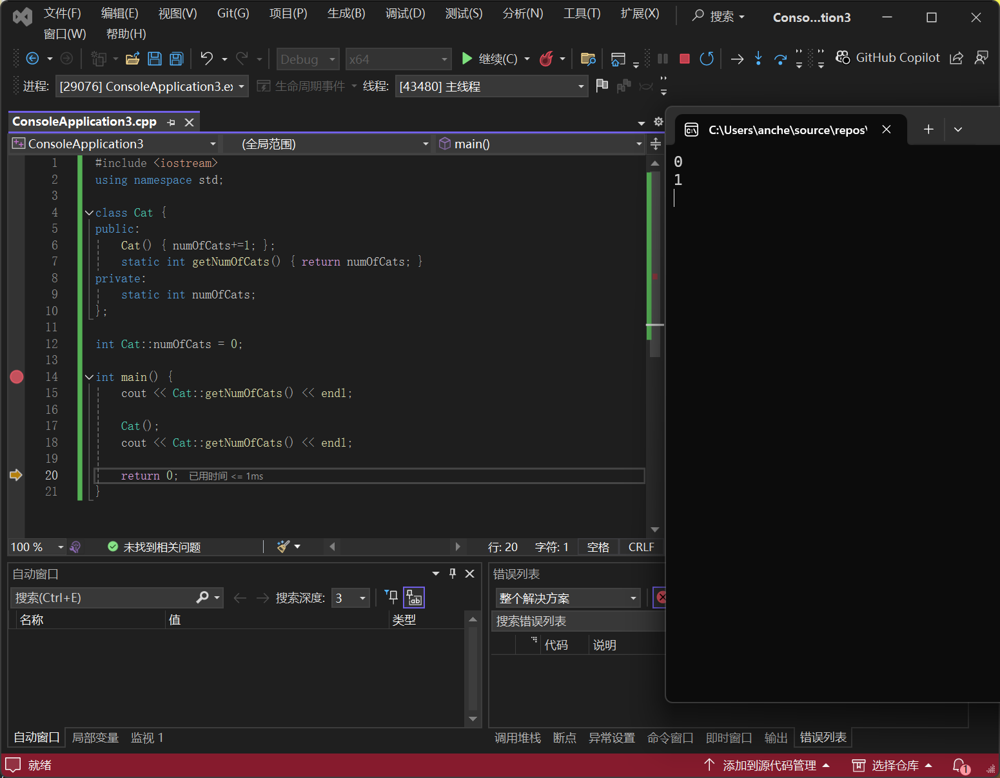 文件(F) 编辑(E) 视图(V) Git(G) 项目(P) 生成(B) 调试(D) 测试(S) 分析(N) 工具(T) 扩展(X) 搜索 Conso...tion3
窗口(W) 帮助(H)
Debug x64 继续(C) GitHub Copilot
进程: [29076] ConsoleApplication3.ex 生命周期事件 线程: [43480] 主线程
ConsoleApplication3.cpp
ConsoleApplication3 (全局范围) main()
1 #include <iostream>
2 using namespace std;
3
4 class Cat {
5 public:
6 Cat() { numOfCats+=1; };
7 static int getNumOfCats() { return numOfCats; }
8 private:
9 static int numOfCats;
10 };
11
12 int Cat::numOfCats = 0;
13
14 int main() {
15 cout << Cat::getNumOfCats() << endl;
16
17 Cat();
18 cout << Cat::getNumOfCats() << endl;
19
20 return 0; 已用时间 <= 1ms
21 }
100 % 未找到相关问题 行: 20 字符: 1 空格 CRLF
C:\Users\anche\source\repos\
0
1
自动窗口
搜索(Ctrl+E) 搜索深度: 3
名称 值 类型
自动窗口 局部变量 监视 1
错误列表
整个解决方案
搜索错误列表
代码 说明
调用堆栈 断点 异常设置 命令窗口 即时窗口 输出 错误列表
就绪 添加到源代码管理 选择仓库 1